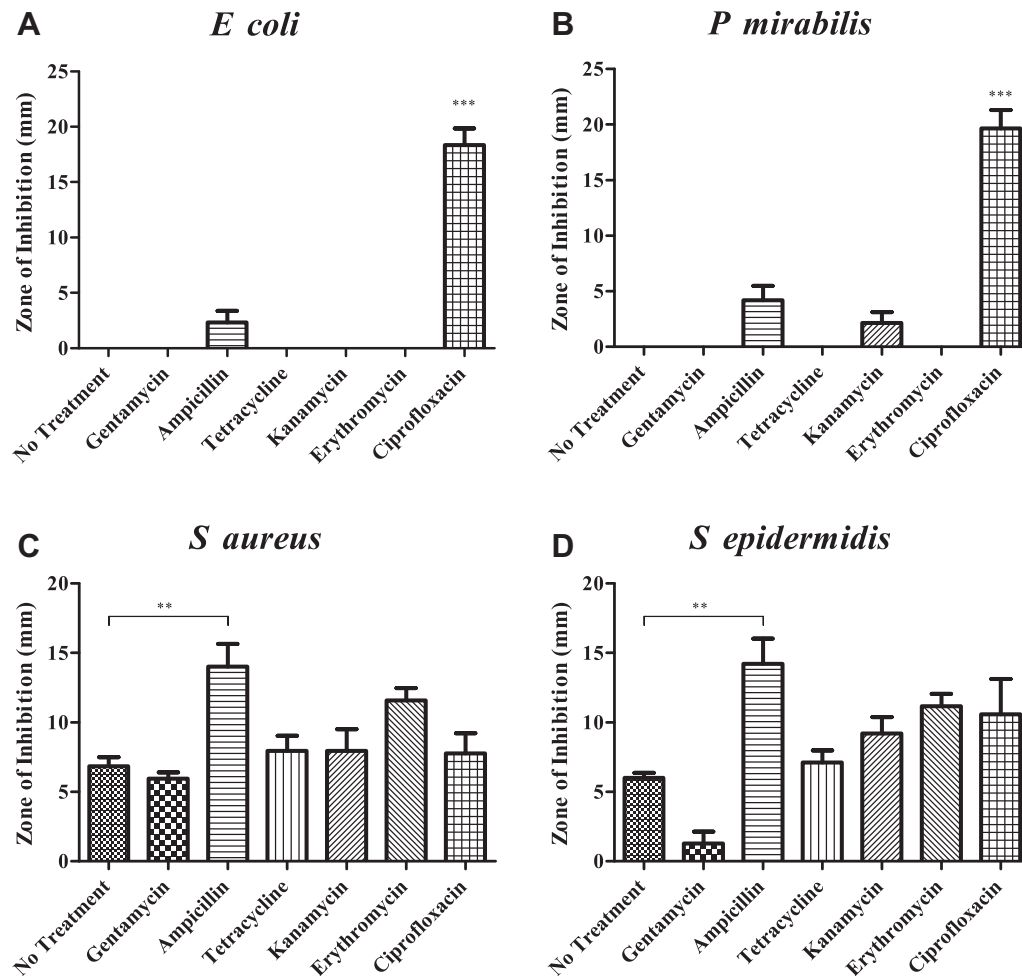 A
E coli
Zone of Inhibition (mm)
25
20
15
10
5
0
***
No Treatment
Gentamycin
Ampicillin
Tetracycline
Kanamycin
Erythromycin
Ciprofloxacin
B
P mirabilis
Zone of Inhibition (mm)
25
20
15
10
5
0
***
No Treatment
Gentamycin
Ampicillin
Tetracycline
Kanamycin
Erythromycin
Ciprofloxacin
C
S aureus
Zone of Inhibition (mm)
20
15
10
5
0
**
No Treatment
Gentamycin
Ampicillin
Tetracycline
Kanamycin
Erythromycin
Ciprofloxacin
D
S epidermidis
Zone of Inhibition (mm)
20
15
10
5
0
**
No Treatment
Gentamycin
Ampicillin
Tetracycline
Kanamycin
Erythromycin
Ciprofloxacin